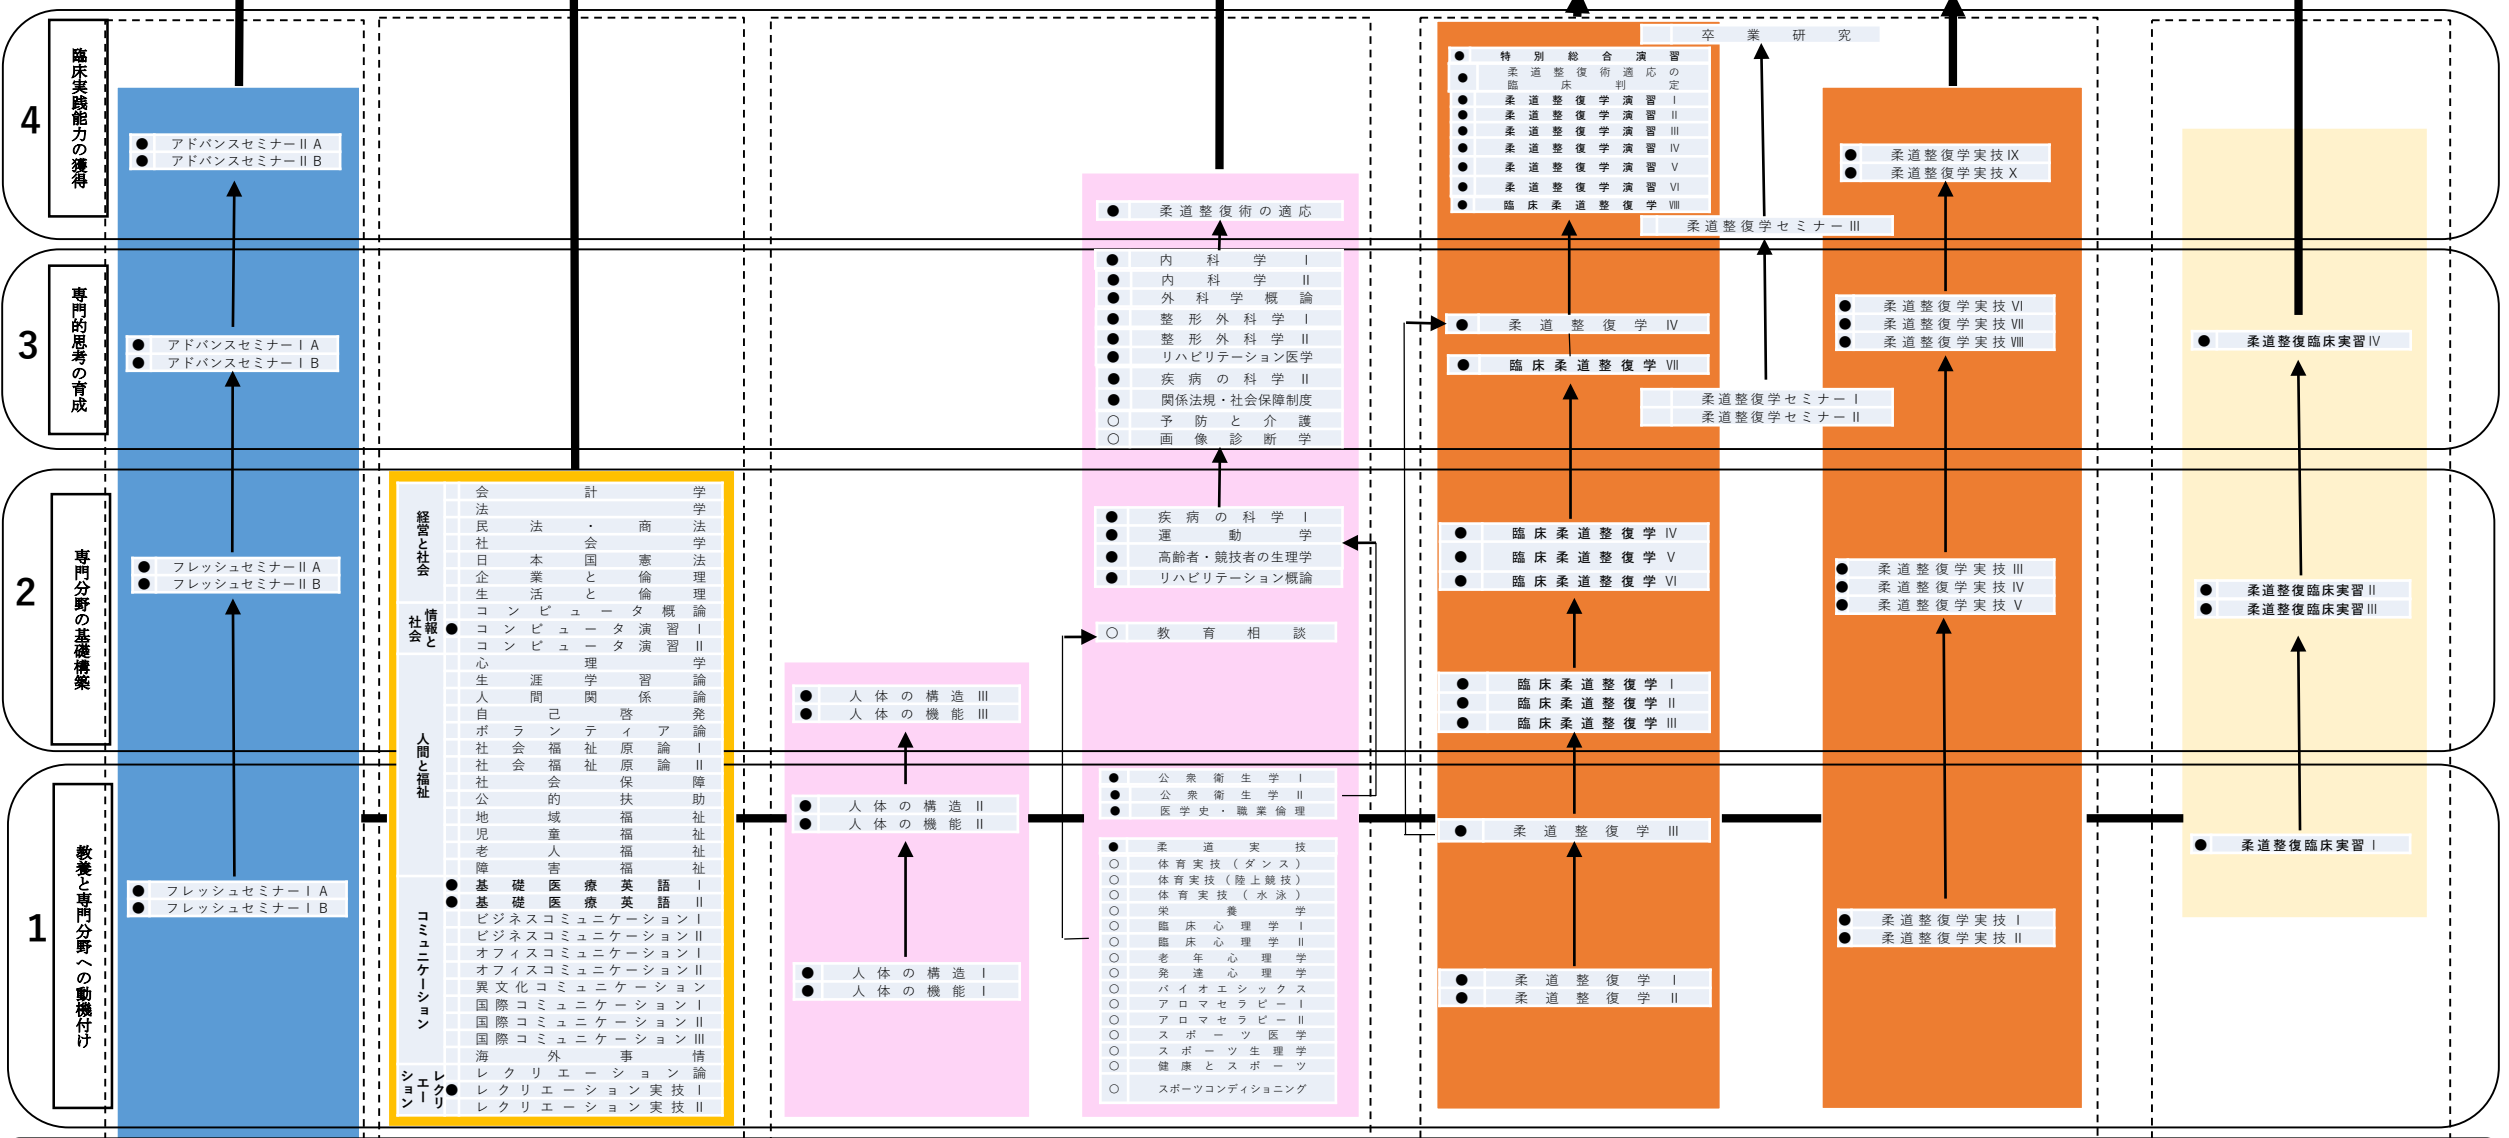 4
臨床実践能力の獲得
アドバンスセミナーⅡA
アドバンスセミナーⅡB
● 柔道整復術の適応
卒業研究
● 特別総合演習
● 柔道整復術適応の
臨床判定
● 柔道整復学演習Ⅰ
● 柔道整復学演習Ⅱ
● 柔道整復学演習Ⅲ
● 柔道整復学演習Ⅳ
● 柔道整復学演習Ⅴ
● 柔道整復学演習Ⅵ
● 臨床柔道整復学Ⅷ
柔道整復学セミナーⅢ
● 柔道整復学実技Ⅸ
● 柔道整復学実技Ⅹ
3
専門的思考の育成
● アドバンスセミナーⅠA
● アドバンスセミナーⅠB
● 内科学Ⅰ
● 内科学Ⅱ
● 外科学概論
● 整形外科学Ⅰ
● 整形外科学Ⅱ
● リハビリテーション医学
● 疾病の科学Ⅱ
● 関係法規・社会保障制度
○ 予防と介護
○ 画像診断学
● 柔道整復学Ⅳ
● 臨床柔道整復学Ⅶ
柔道整復学セミナーⅠ
柔道整復学セミナーⅡ
● 柔道整復学実技Ⅵ
● 柔道整復学実技Ⅶ
● 柔道整復学実技Ⅷ
● 柔道整復臨床実習Ⅳ
2
専門分野の基礎構築
● フレッシュセミナーⅡA
● フレッシュセミナーⅡB
経営と社会
会計学
法学
民法・商法
社会学
日本国憲法
企業と倫理
生活と倫理
情報と
社会
コンピュータ概論
● コンピュータ演習Ⅰ
コンピュータ演習Ⅱ
人間と福祉
心理学
生涯学習論
人間関係論
自己啓発
ボランティア論
社会福祉原論Ⅰ
社会福祉原論Ⅱ
社会保障
公的扶助
地域福祉
児童福祉
老人福祉
障害福祉
コミュニケーション
● 基礎医療英語Ⅰ
● 基礎医療英語Ⅱ
ビジネスコミュニケーションⅠ
ビジネスコミュニケーションⅡ
オフィスコミュニケーションⅠ
オフィスコミュニケーションⅡ
異文化コミュニケーション
国際コミュニケーションⅠ
国際コミュニケーションⅡ
国際コミュニケーションⅢ
海外事情
レクリ
エー
ション
レクリエーション論
● レクリエーション実技Ⅰ
レクリエーション実技Ⅱ
● 人体の構造Ⅲ
● 人体の機能Ⅲ
● 疾病の科学Ⅰ
● 運動学
● 高齢者・競技者の生理学
● リハビリテーション概論
○ 教育相談
● 臨床柔道整復学Ⅳ
● 臨床柔道整復学Ⅴ
● 臨床柔道整復学Ⅵ
● 臨床柔道整復学Ⅰ
● 臨床柔道整復学Ⅱ
● 臨床柔道整復学Ⅲ
● 柔道整復学実技Ⅲ
● 柔道整復学実技Ⅳ
● 柔道整復学実技Ⅴ
● 柔道整復臨床実習Ⅱ
● 柔道整復臨床実習Ⅲ
1
教養と専門分野への動機付け
● フレッシュセミナーⅠA
● フレッシュセミナーⅠB
● 人体の構造Ⅱ
● 人体の機能Ⅱ
● 人体の構造Ⅰ
● 人体の機能Ⅰ
● 公衆衛生学Ⅰ
● 公衆衛生学Ⅱ
● 医学史・職業倫理
● 柔道実技
○ 体育実技（ダンス）
○ 体育実技（陸上競技）
○ 体育実技（水泳）
○ 栄養学
○ 臨床心理学Ⅰ
○ 臨床心理学Ⅱ
○ 老年心理学
○ 発達心理学
○ バイオエシックス
○ アロマセラピーⅠ
○ アロマセラピーⅡ
○ スポーツ医学
○ スポーツ生理学
○ 健康とスポーツ
○ スポーツコンディショニング
● 柔道整復学Ⅲ
● 柔道整復学Ⅰ
● 柔道整復学Ⅱ
● 柔道整復学実技Ⅰ
● 柔道整復学実技Ⅱ
● 柔道整復臨床実習Ⅰ